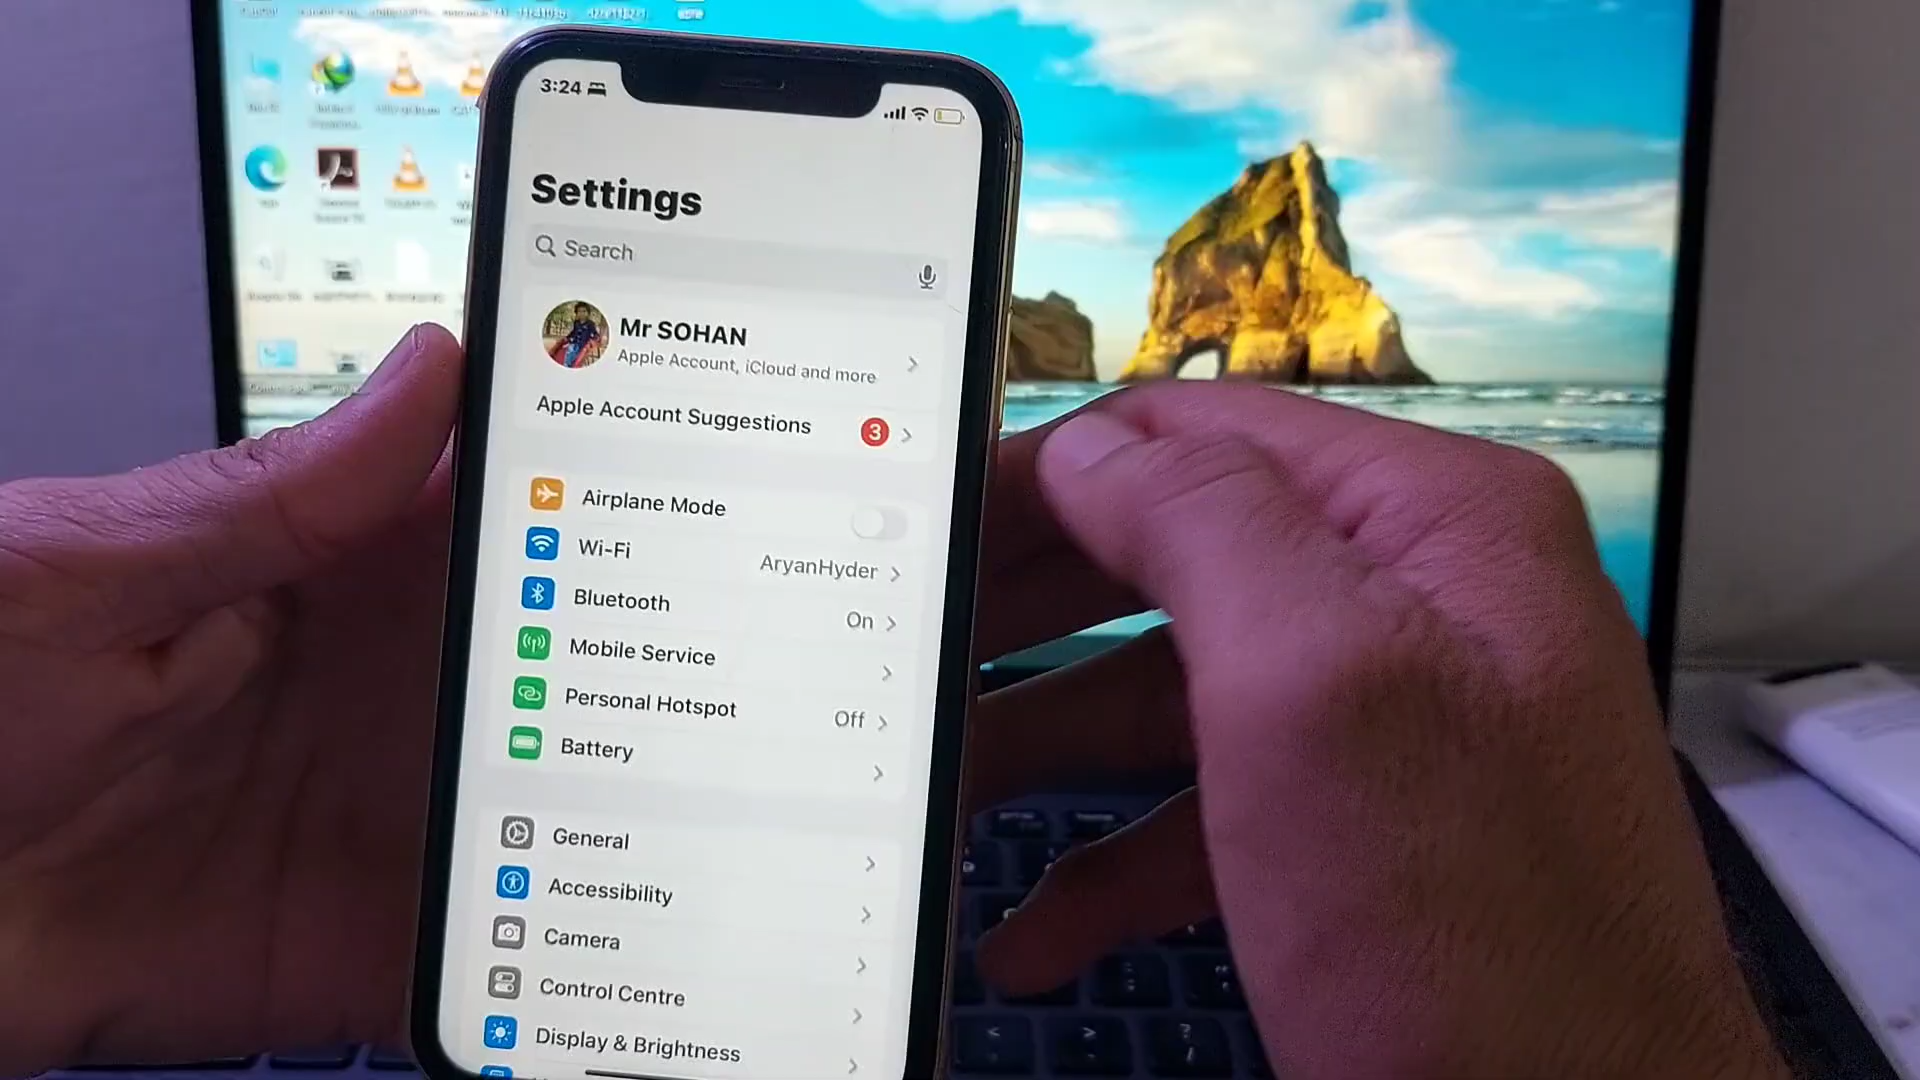 3:24
Settings
Search
Mr SOHAN
Apple Account, iCloud and more
Apple Account Suggestions
3
Airplane Mode
Wi-Fi
AryanHyder
Bluetooth
On
Mobile Service
Personal Hotspot
Off
Battery
General
Accessibility
Camera
Control Centre
Display & Brightness